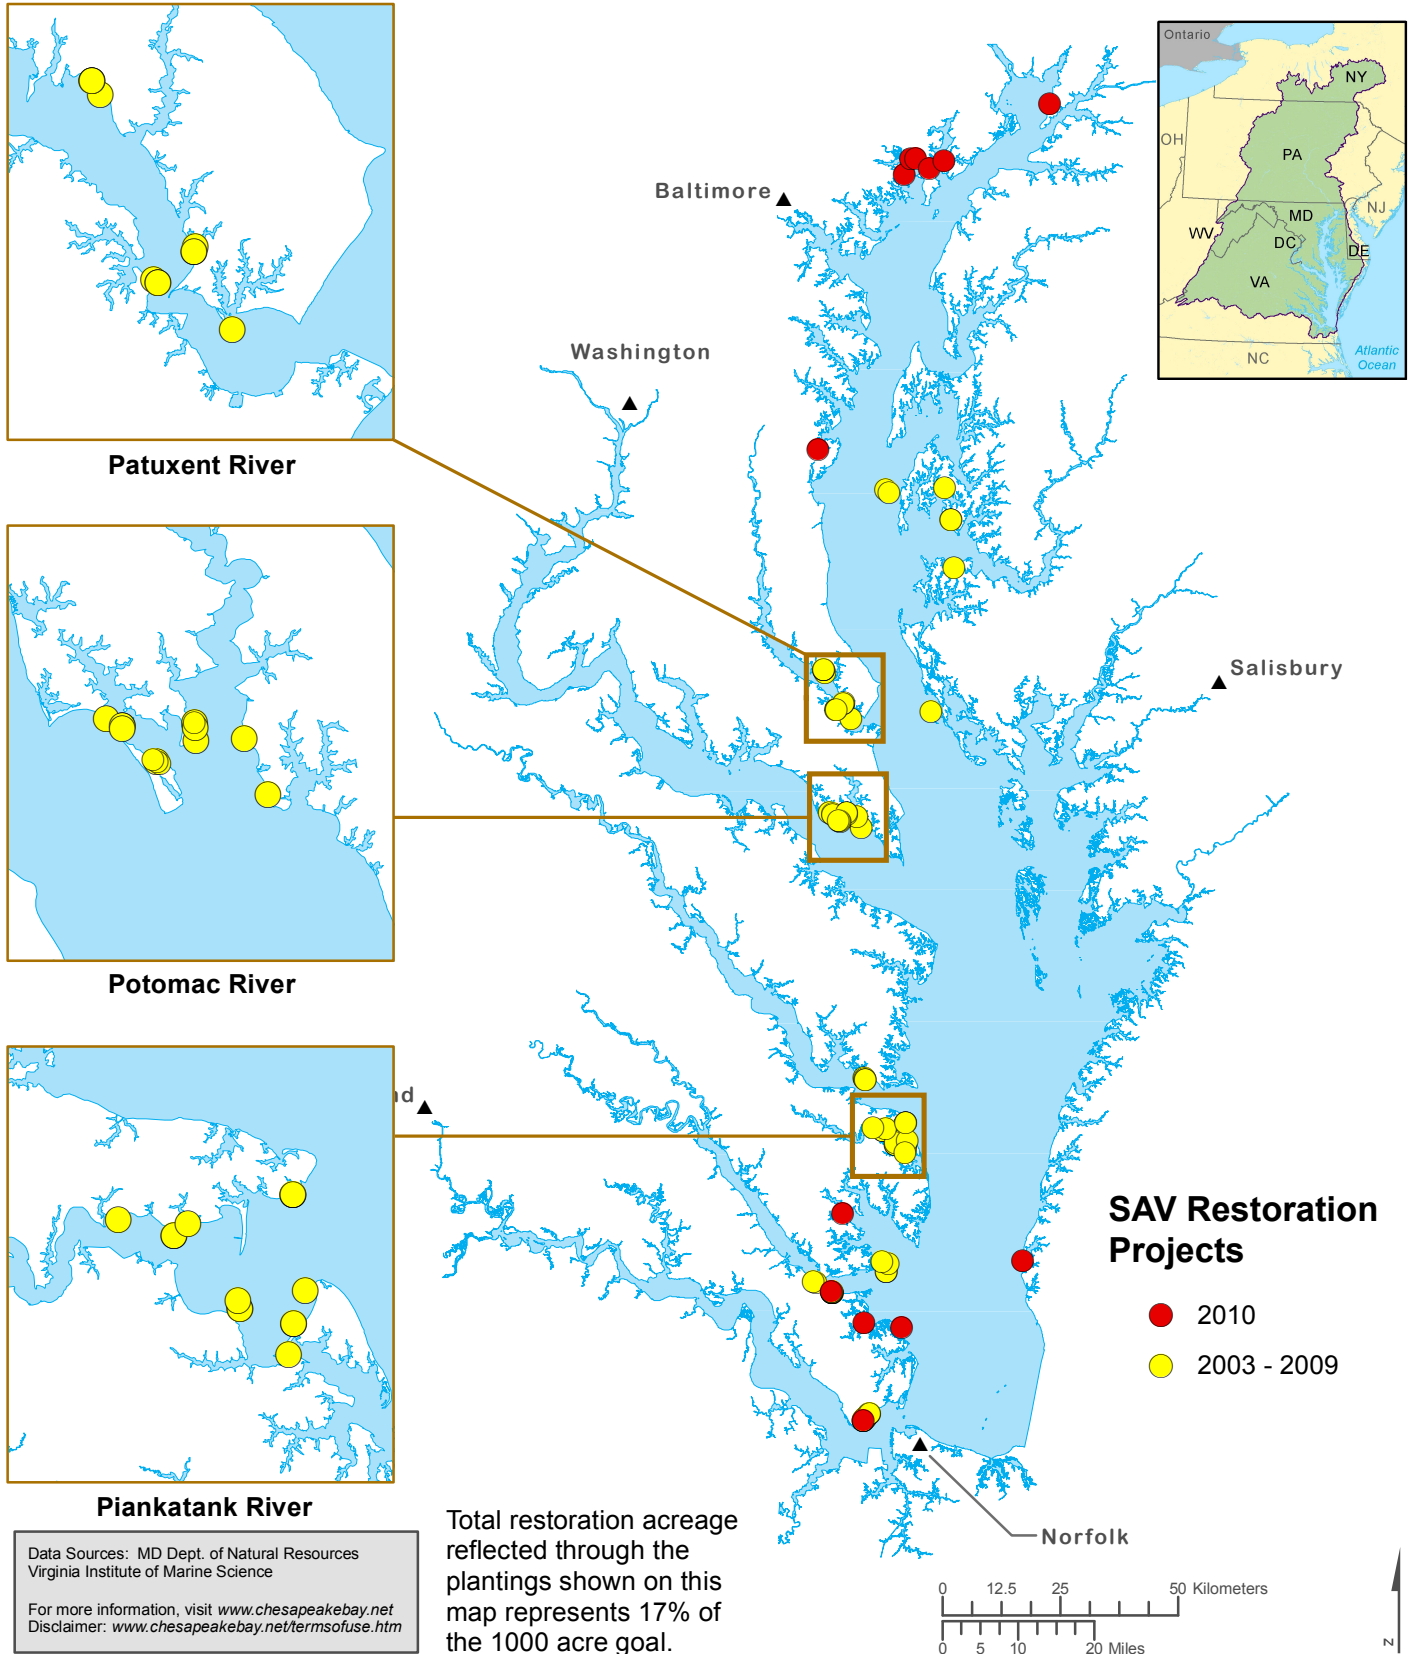 Ontario
NY
OH
PA
NJ
MD
WV
DC
DE
VA
NC
Atlantic
Ocean
Baltimore
Washington
Salisbury
nd
Norfolk
Patuxent River
Potomac River
Piankatank River
SAV Restoration
Projects
2010
2003 - 2009
Data Sources: MD Dept. of Natural Resources
Virginia Institute of Marine Science
For more information, visit www.chesapeakebay.net
Disclaimer: www.chesapeakebay.net/termsofuse.htm
Total restoration acreage
reflected through the
plantings shown on this
map represents 17% of
the 1000 acre goal.
0 12.5 25 50 Kilometers
0 5 10 20 Miles
N